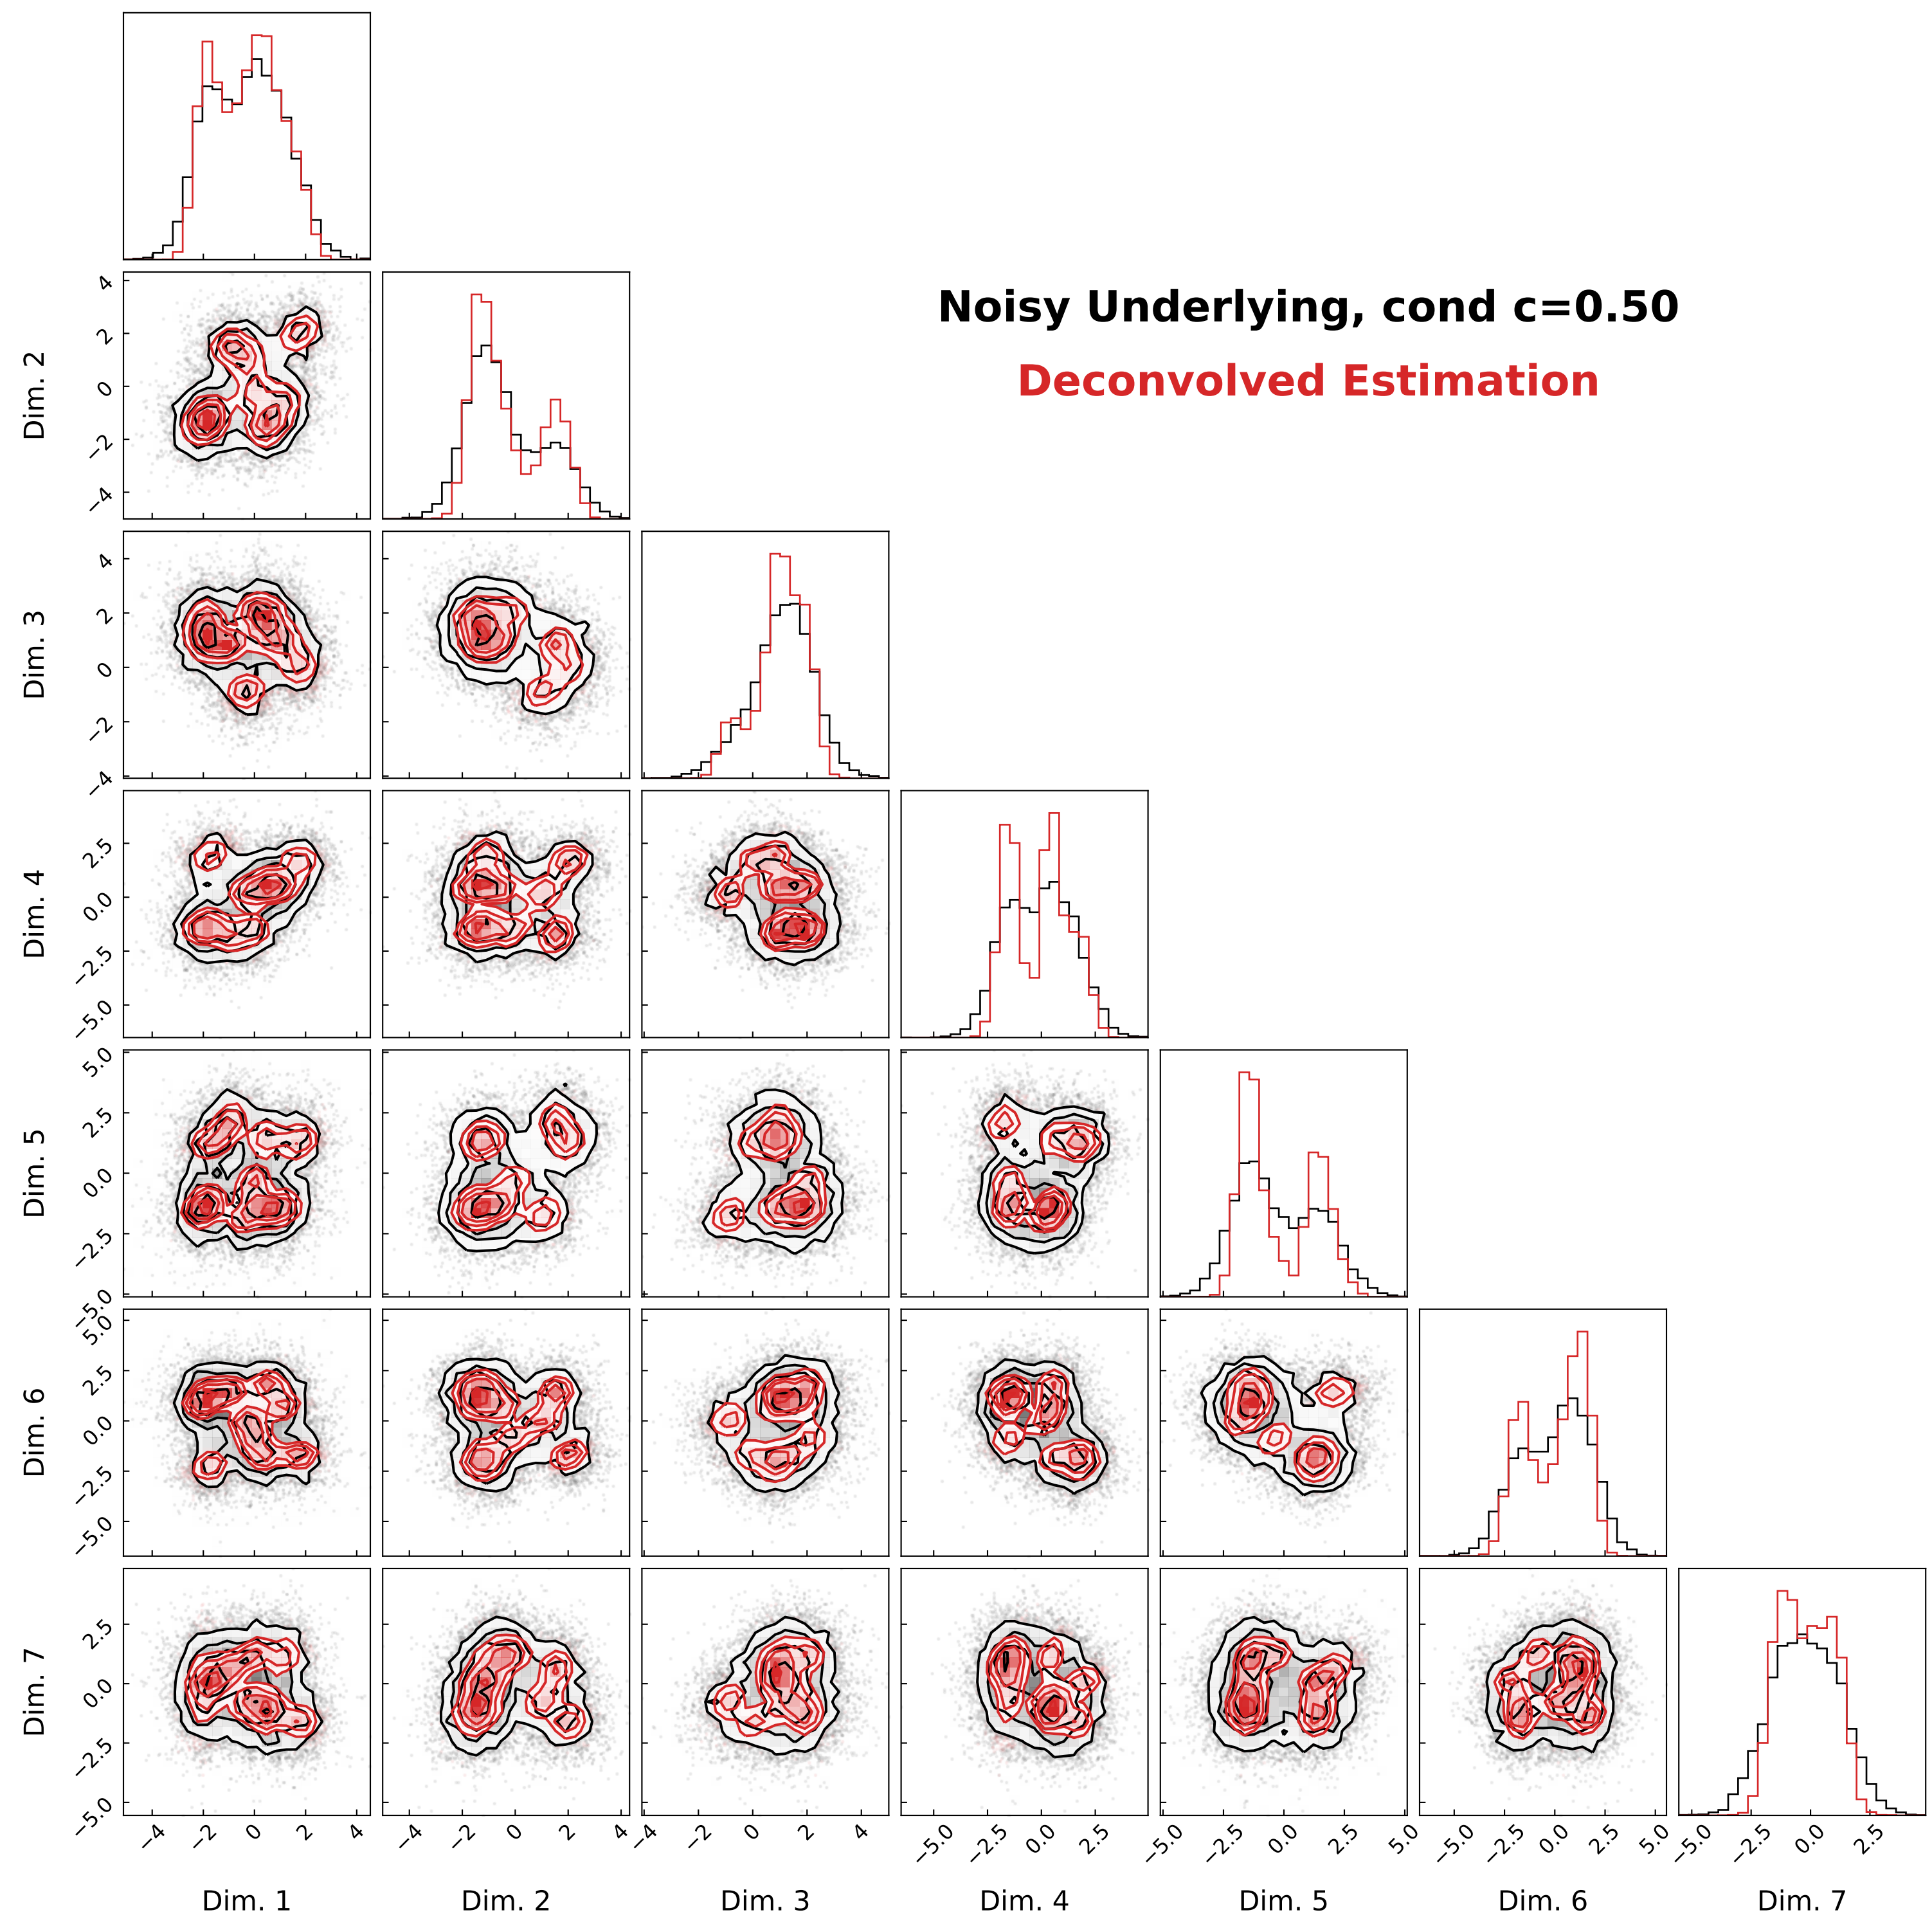 4
2
0
−2
−4
Dim. 2
Noisy Underlying, cond c=0.50
Deconvolved Estimation
4
2
0
−2
−4
Dim. 3
2.5
0.0
−2.5
−5.0
Dim. 4
5.0
2.5
0.0
−2.5
−5.0
Dim. 5
5.0
2.5
0.0
−2.5
−5.0
Dim. 6
2.5
0.0
−2.5
−5.0
Dim. 7
−4 −2 0 2 4
−4 −2 0 2 4
−4 −2 0 2 4
−5.0 −2.5 0.0 2.5
−5.0 −2.5 0.0 2.5 5.0
−5.0 −2.5 0.0 2.5 5.0
−5.0 −2.5 0.0 2.5
Dim. 1 Dim. 2 Dim. 3 Dim. 4 Dim. 5 Dim. 6 Dim. 7